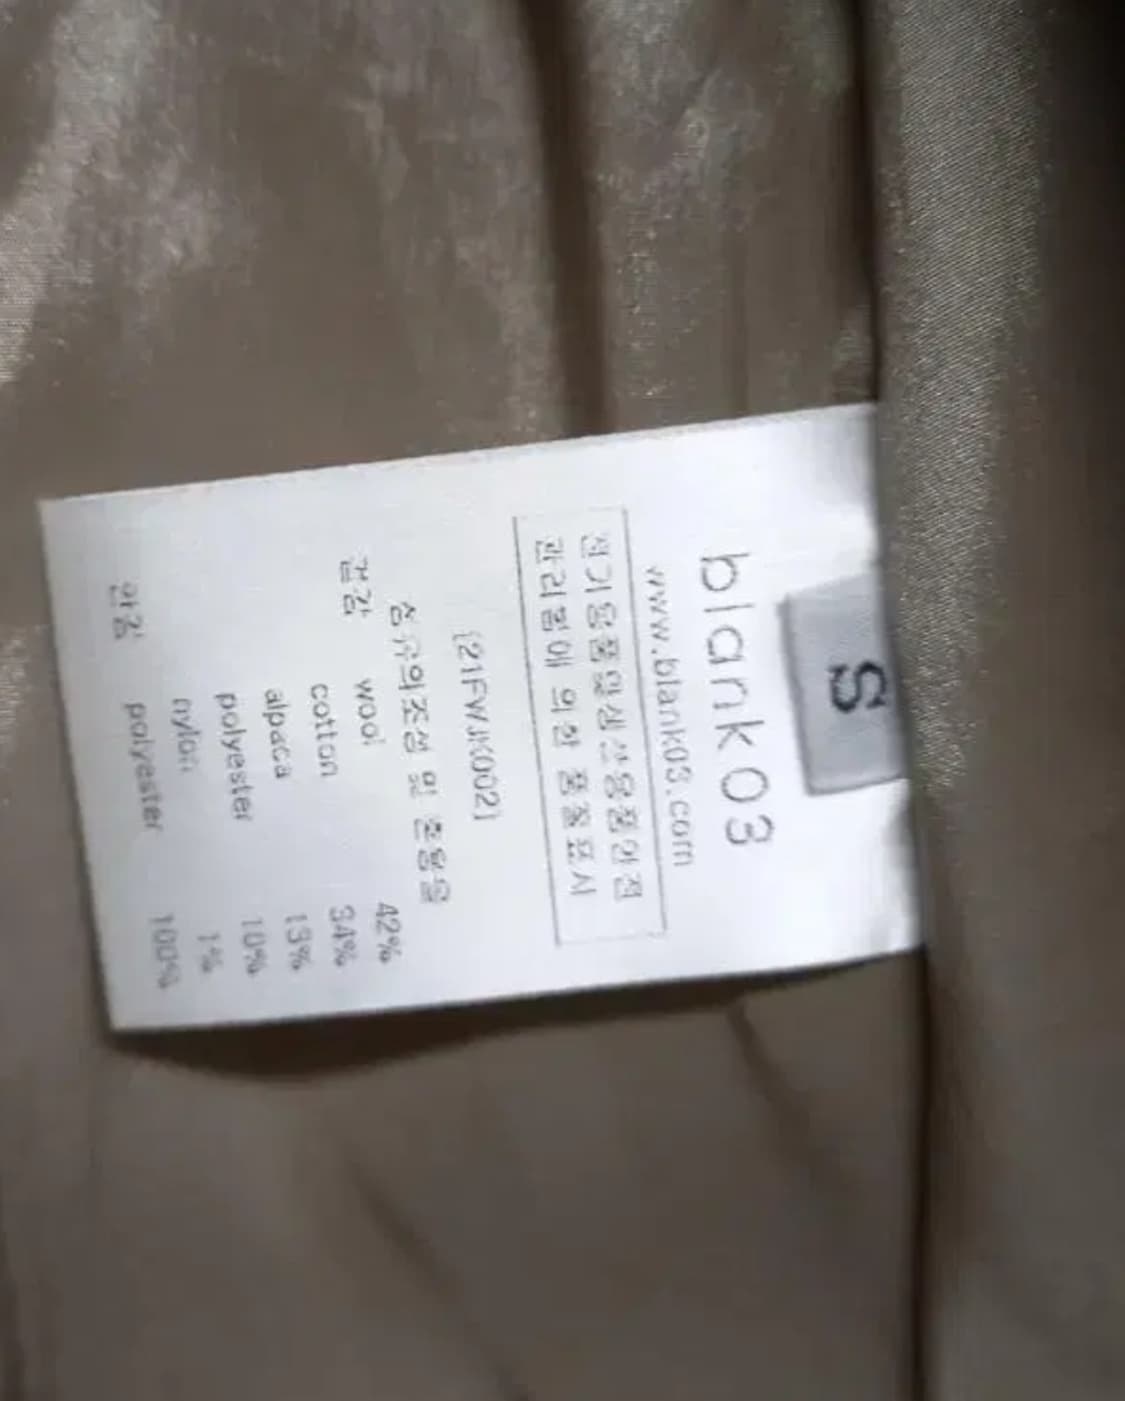 S
blank03
www.blank03.com
전기용품및생활용품안전
관리법에 의한 품질표시
[21FWJK002]
섬유의조성 및 혼용율
겉감 wool 42%
cotton 34%
alpaca 13%
polyester 10%
nylon 1%
안감 polyester 100%